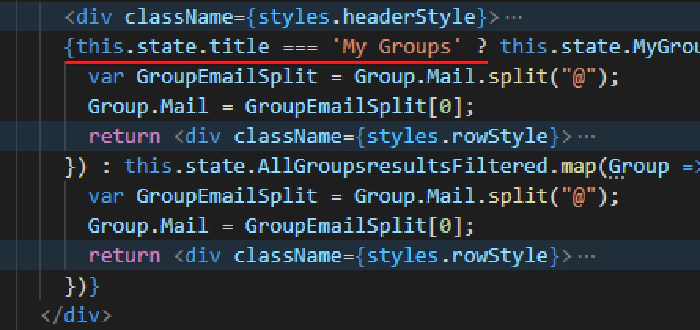 <div className={styles.headerStyle}>…
{this.state.title === 'My Groups' ? this.state.MyGrou
var GroupEmailSplit = Group.Mail.split("@");
Group.Mail = GroupEmailSplit[0];
return <div className={styles.rowStyle}>…
}) : this.state.AllGroupsresultsFiltered.map(Group =>
var GroupEmailSplit = Group.Mail.split("@");
Group.Mail = GroupEmailSplit[0];
return <div className={styles.rowStyle}>…
})}
</div>